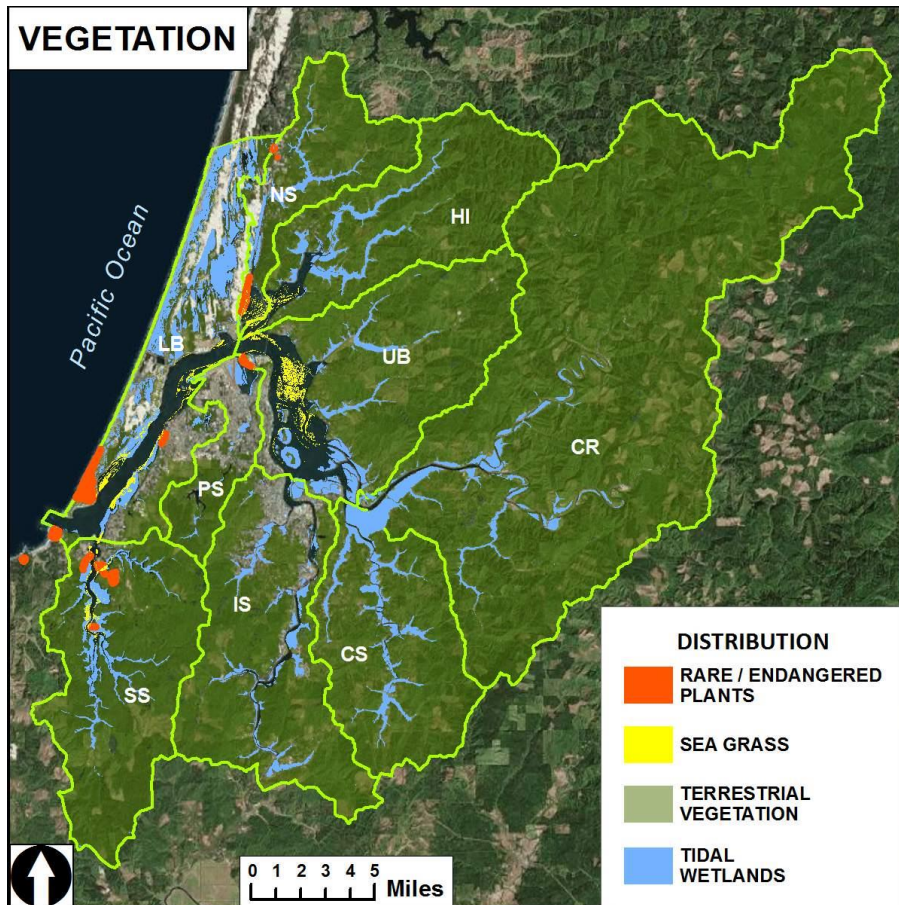 VEGETATION
Pacific Ocean
NS
HI
LB
UB
CR
PS
IS
CS
SS
DISTRIBUTION
RARE / ENDANGERED
PLANTS
SEA GRASS
TERRESTRIAL
VEGETATION
TIDAL
WETLANDS
0 1 2 3 4 5
Miles